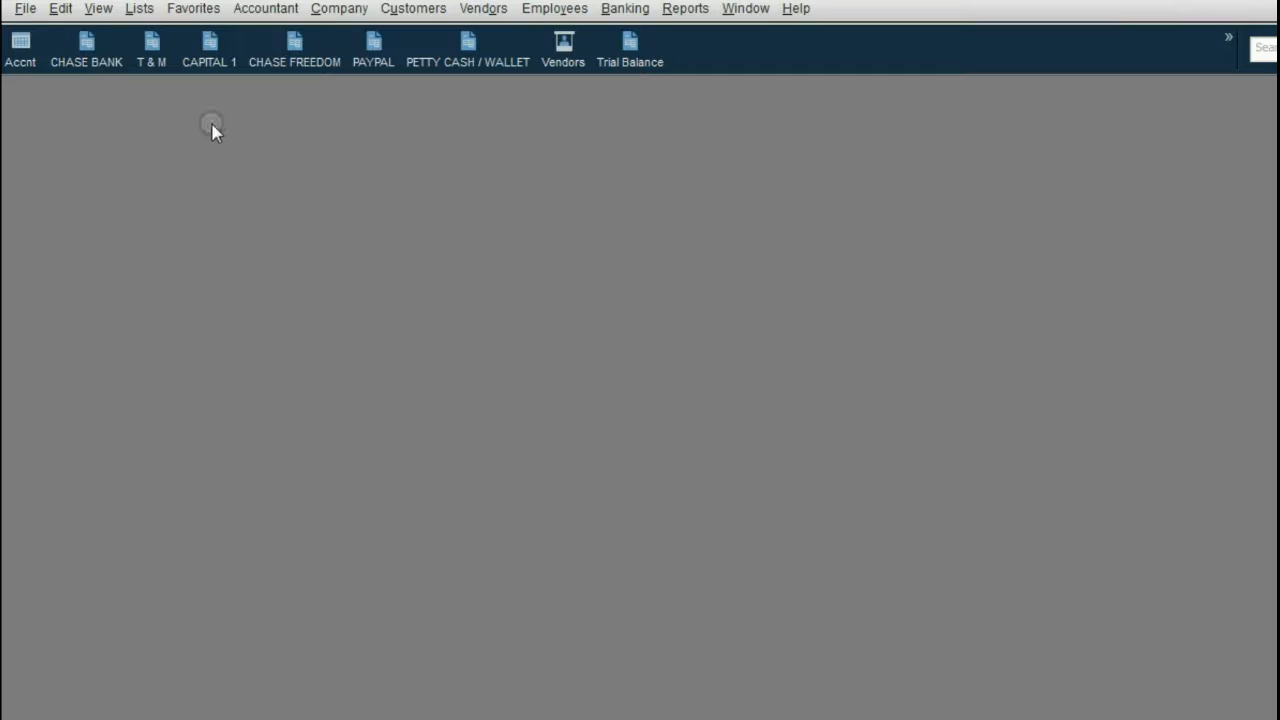 File Edit View Lists Favorites Accountant Company Customers Vendors Employees Banking Reports Window Help
Accnt CHASE BANK T & M CAPITAL 1 CHASE FREEDOM PAYPAL PETTY CASH / WALLET Vendors Trial Balance »